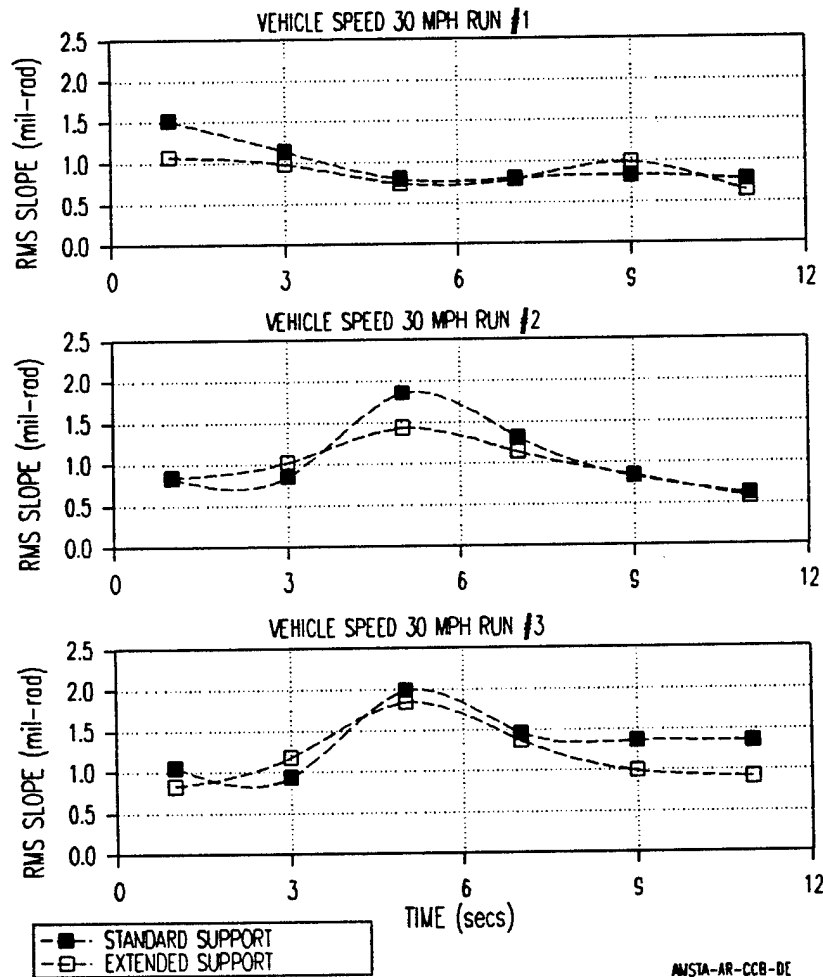 VEHICLE SPEED 30 MPH RUN #1
RMS SLOPE (mil-rad)
2.5
2.0
1.5
1.0
0.5
0.0
0 3 6 9 12
VEHICLE SPEED 30 MPH RUN #2
RMS SLOPE (mil-rad)
2.5
2.0
1.5
1.0
0.5
0.0
0 3 6 9 12
VEHICLE SPEED 30 MPH RUN #3
RMS SLOPE (mil-rad)
2.5
2.0
1.5
1.0
0.5
0.0
0 3 6 9 12
TIME (secs)
STANDARD SUPPORT
EXTENDED SUPPORT
AMSTA-AR-CCB-DE